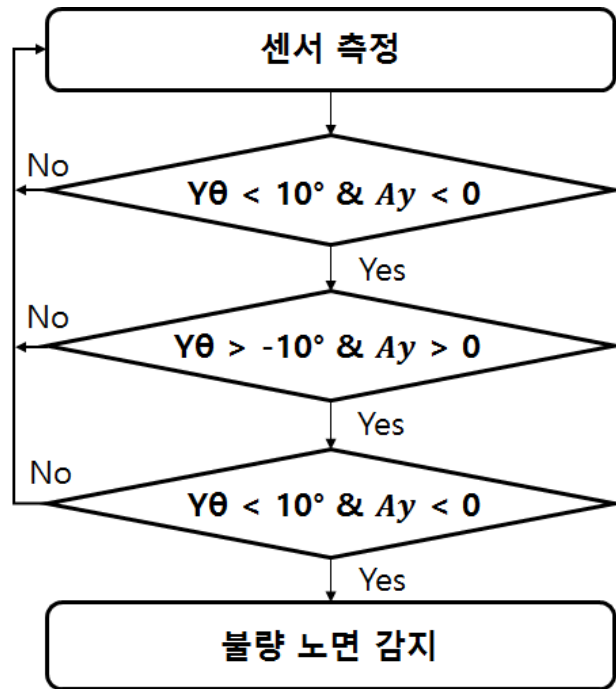 센서 측정
No
Yθ < 10° & Ay < 0
Yes
No
Yθ > -10° & Ay > 0
Yes
No
Yθ < 10° & Ay < 0
Yes
불량 노면 감지